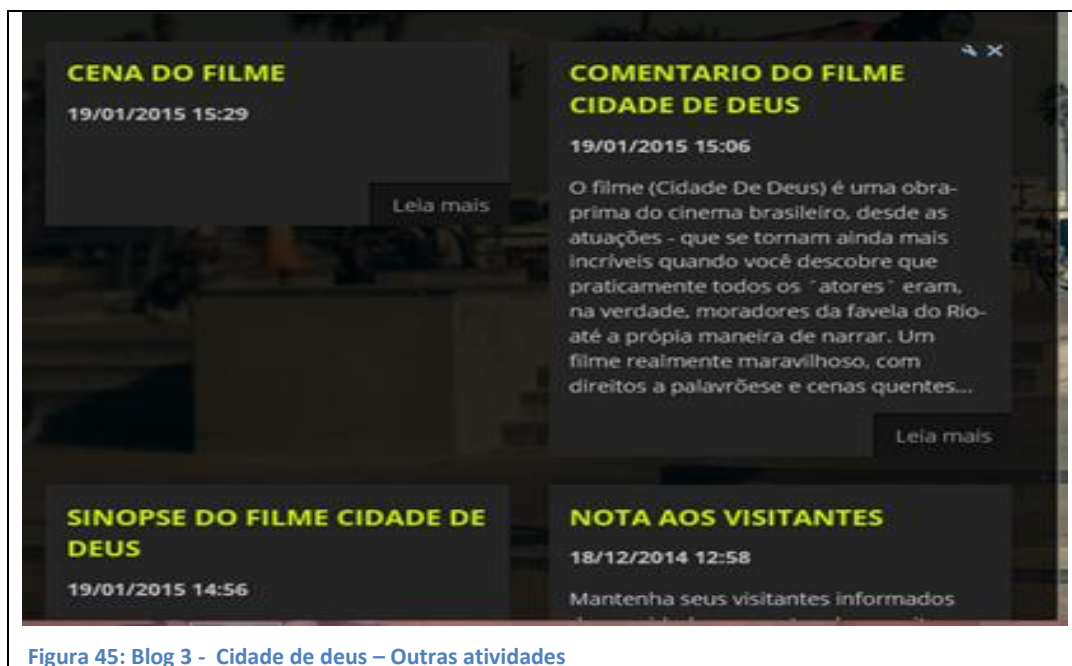 CENA DO FILME
19/01/2015 15:29
Leia mais
COMENTARIO DO FILME
CIDADE DE DEUS
19/01/2015 15:06
O filme (Cidade De Deus) é uma obra-
prima do cinema brasileiro, desde as
atuações - que se tornam ainda mais
incríveis quando você descobre que
praticamente todos os ´atores´ eram,
na verdade, moradores da favela do Rio-
até a própia maneira de narrar. Um
filme realmente maravilhoso, com
direitos a palavrõese e cenas quentes...
Leia mais
SINOPSE DO FILME CIDADE DE
DEUS
19/01/2015 14:56
NOTA AOS VISITANTES
18/12/2014 12:58
Mantenha seus visitantes informados
Figura 45: Blog 3 - Cidade de deus – Outras atividades